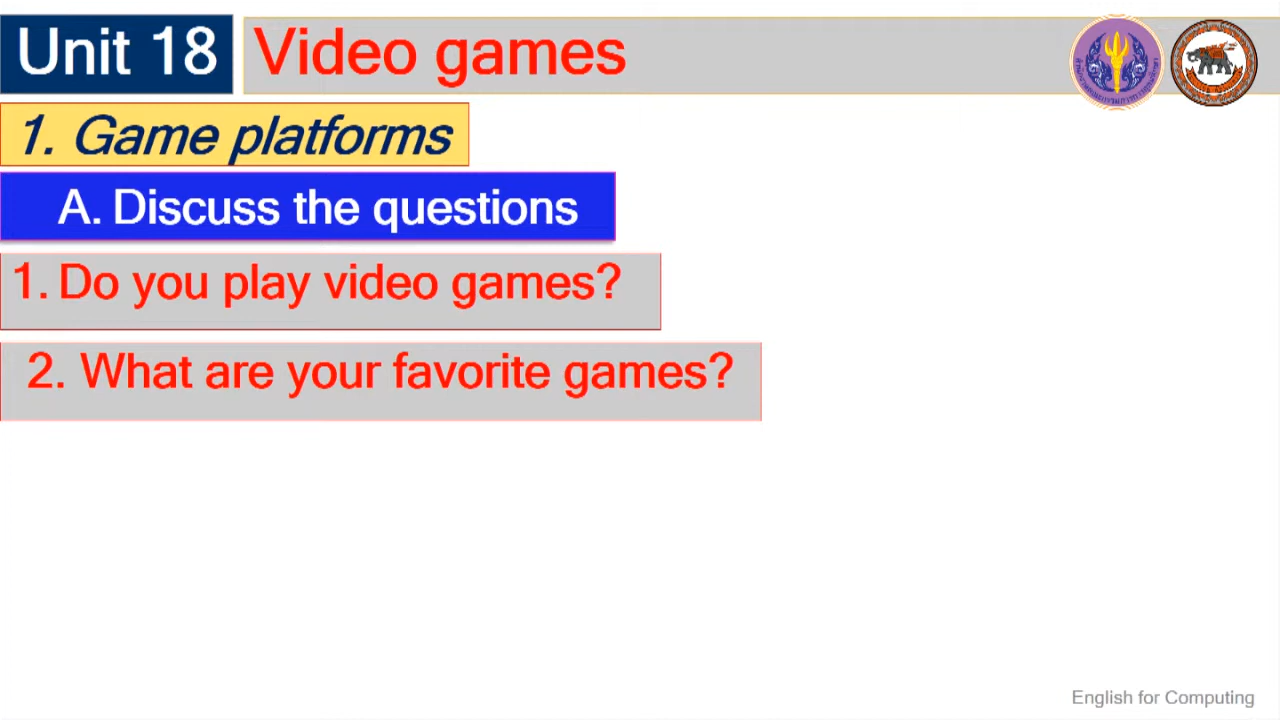 Unit 18 Video games
1. Game platforms
A. Discuss the questions
1. Do you play video games?
2. What are your favorite games?
English for Computing